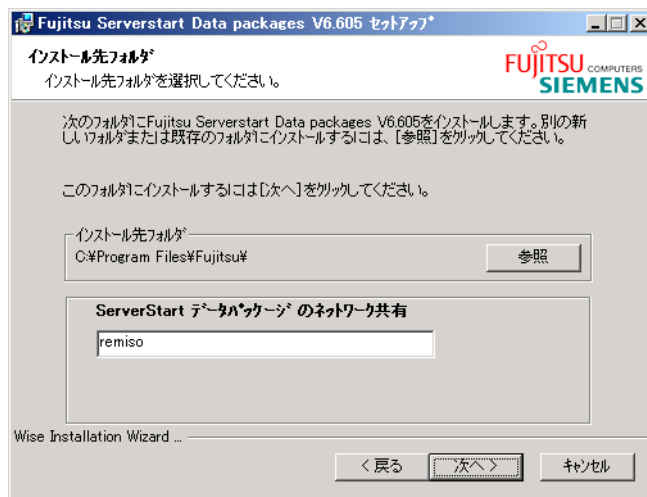 Fujitsu Serverstart Data packages V6.605 ｾｯﾄｱｯﾌﾟ
ｲﾝｽﾄｰﾙ先ﾌｫﾙﾀﾞ
ｲﾝｽﾄｰﾙ先ﾌｫﾙﾀﾞを選択してください。
FUJITSU COMPUTERS
SIEMENS
次のﾌｫﾙﾀﾞにFujitsu Serverstart Data packages V6.605をｲﾝｽﾄｰﾙします。別の新
しいﾌｫﾙﾀﾞまたは既存のﾌｫﾙﾀﾞにｲﾝｽﾄｰﾙするには、[参照]をｸﾘｯｸしてください。
このﾌｫﾙﾀﾞにｲﾝｽﾄｰﾙするには[次へ]をｸﾘｯｸしてください。
ｲﾝｽﾄｰﾙ先ﾌｫﾙﾀﾞ
C:¥Program Files¥Fujitsu¥
参照
ServerStart ﾃﾞｰﾀﾊﾟｯｹｰｼﾞのﾈｯﾄﾜｰｸ共有
remiso
Wise Installation Wizard ...
< 戻る
次へ >
ｷｬﾝｾﾙ